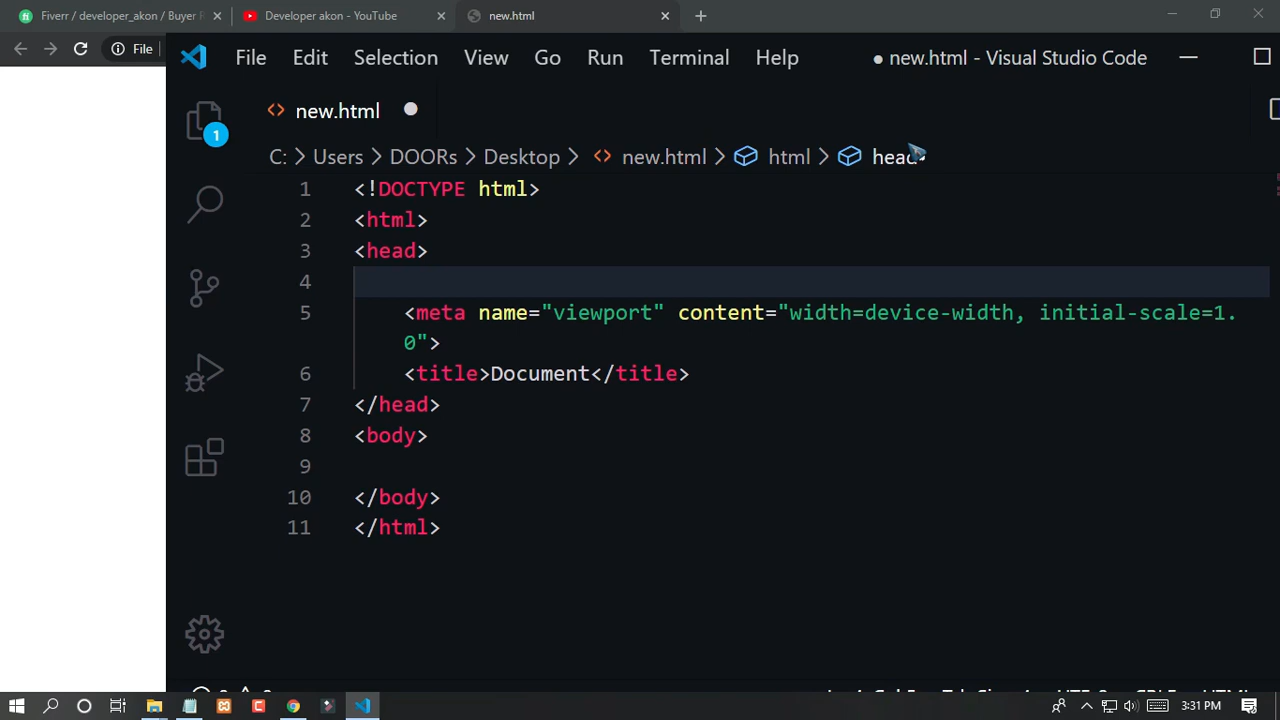 Fiverr / developer_akon / Buyer R
Developer akon - YouTube
new.html
File
File Edit Selection View Go Run Terminal Help
● new.html - Visual Studio Code
1
new.html
C: > Users > DOORs > Desktop > new.html > html > head
1 <!DOCTYPE html>
2 <html>
3 <head>
4
5 <meta name="viewport" content="width=device-width, initial-scale=1.
0">
6 <title>Document</title>
7 </head>
8 <body>
9
10 </body>
11 </html>
3:31 PM